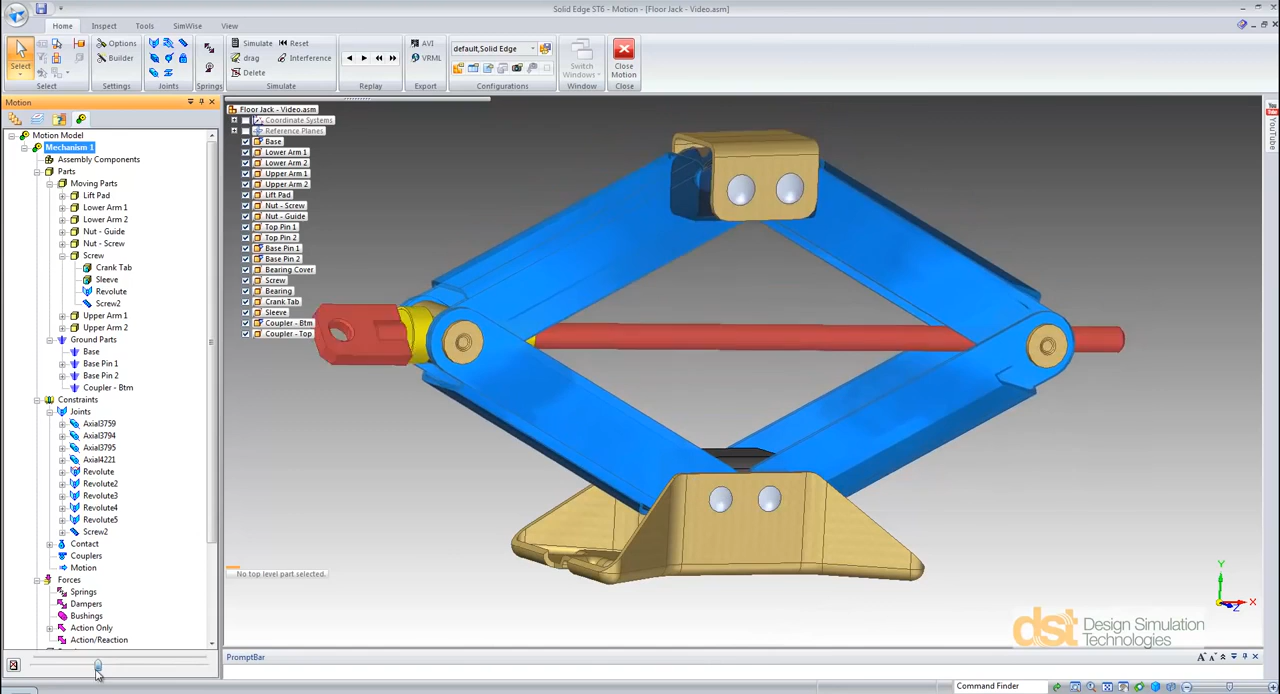 Solid Edge ST6 - Motion - [Floor Jack - Video.asm]
Home Inspect Tools SimWise View
Select
Options
Builder
Simulate Reset
drag Interference
Delete
AVI
VRML
default,Solid Edge
Switch
Windows
Close
Motion
Select Settings Joints Springs Simulate Replay Export Configurations Window Close
Motion
Motion Model
Mechanism 1
Assembly Components
Parts
Moving Parts
Lift Pad
Lower Arm 1
Lower Arm 2
Nut - Guide
Nut - Screw
Screw
Crank Tab
Sleeve
Revolute
Screw2
Upper Arm 1
Upper Arm 2
Ground Parts
Base
Base Pin 1
Base Pin 2
Coupler - Btm
Constraints
Joints
Axial3759
Axial3794
Axial3795
Axial4221
Revolute
Revolute2
Revolute3
Revolute4
Revolute5
Screw2
Contact
Couplers
Motion
Forces
Springs
Dampers
Bushings
Action Only
Action/Reaction
Floor Jack - Video.asm
Coordinate Systems
Reference Planes
Base
Lower Arm 1
Lower Arm 2
Upper Arm 1
Upper Arm 2
Lift Pad
Nut - Screw
Nut - Guide
Top Pin 1
Top Pin 2
Base Pin 1
Base Pin 2
Bearing Cover
Screw
Bearing
Crank Tab
Sleeve
Coupler - Btm
Coupler - Top
No top level part selected.
YouTube
Y
X
Z
dst Design Simulation
Technologies
PromptBar
Command Finder